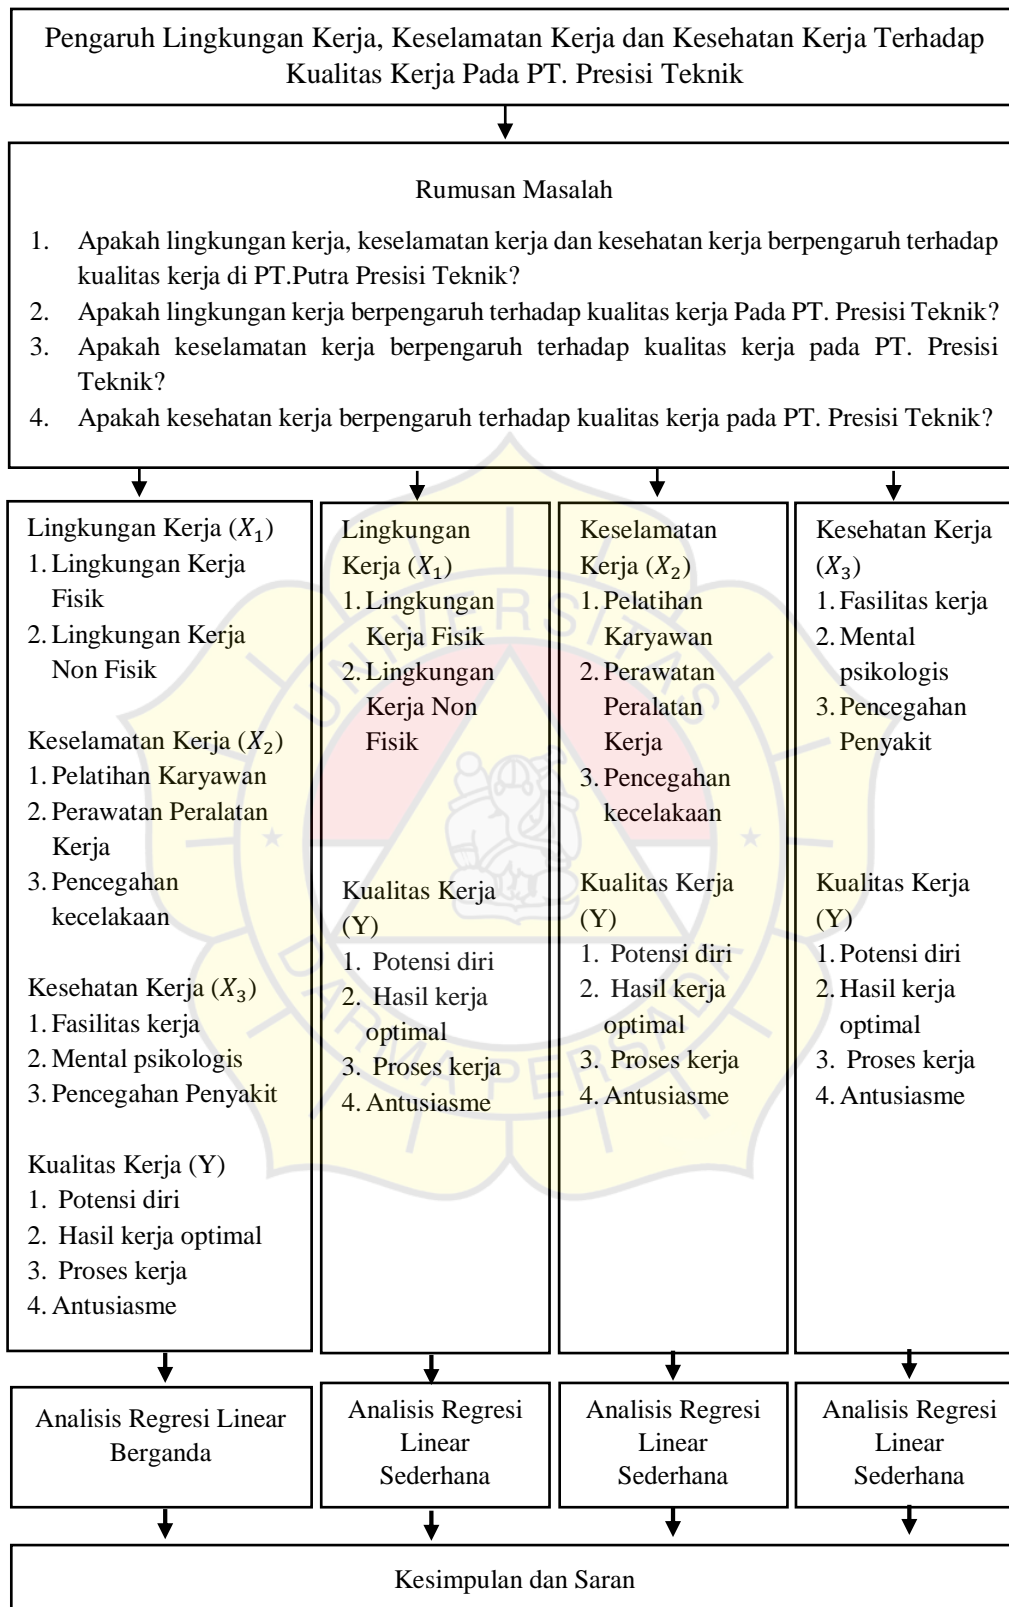 Pengaruh Lingkungan Kerja, Keselamatan Kerja dan Kesehatan Kerja Terhadap
Kualitas Kerja Pada PT. Presisi Teknik
Rumusan Masalah
1. Apakah lingkungan kerja, keselamatan kerja dan kesehatan kerja berpengaruh terhadap
kualitas kerja di PT.Putra Presisi Teknik?
2. Apakah lingkungan kerja berpengaruh terhadap kualitas kerja Pada PT. Presisi Teknik?
3. Apakah keselamatan kerja berpengaruh terhadap kualitas kerja pada PT. Presisi
Teknik?
4. Apakah kesehatan kerja berpengaruh terhadap kualitas kerja pada PT. Presisi Teknik?
Lingkungan Kerja (X₁)
1. Lingkungan Kerja
Fisik
2. Lingkungan Kerja
Non Fisik
Keselamatan Kerja (X₂)
1. Pelatihan Karyawan
2. Perawatan Peralatan
Kerja
3. Pencegahan
kecelakaan
Kesehatan Kerja (X₃)
1. Fasilitas kerja
2. Mental psikologis
3. Pencegahan Penyakit
Kualitas Kerja (Y)
1. Potensi diri
2. Hasil kerja optimal
3. Proses kerja
4. Antusiasme
Lingkungan
Kerja (X₁)
1. Lingkungan
Kerja Fisik
2. Lingkungan
Kerja Non
Fisik
Kualitas Kerja
(Y)
1. Potensi diri
2. Hasil kerja
optimal
3. Proses kerja
4. Antusiasme
Keselamatan
Kerja (X₂)
1. Pelatihan
Karyawan
2. Perawatan
Peralatan
Kerja
3. Pencegahan
kecelakaan
Kualitas Kerja
(Y)
1. Potensi diri
2. Hasil kerja
optimal
3. Proses kerja
4. Antusiasme
Kesehatan Kerja
(X₃)
1. Fasilitas kerja
2. Mental
psikologis
3. Pencegahan
Penyakit
Kualitas Kerja
(Y)
1. Potensi diri
2. Hasil kerja
optimal
3. Proses kerja
4. Antusiasme
Analisis Regresi Linear
Berganda
Analisis Regresi
Linear
Sederhana
Analisis Regresi
Linear
Sederhana
Analisis Regresi
Linear
Sederhana
Kesimpulan dan Saran
UNIVERSITAS
DARMA PERSADA